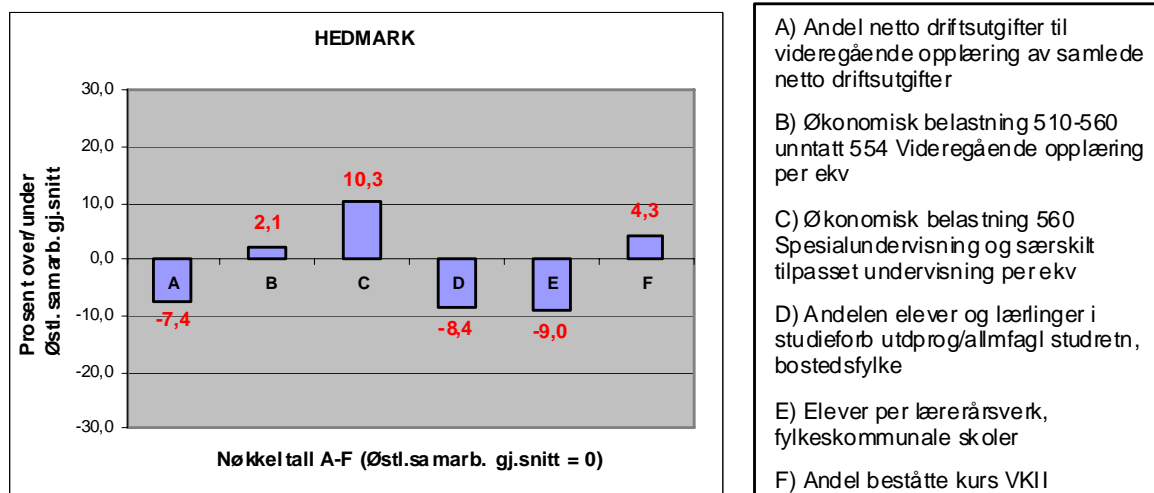 HEDMARK
Prosent over/under
Østl.samarb.gj.snitt
30,0
20,0
10,0
0,0
-10,0
-20,0
-30,0
-7,4
2,1
10,3
-8,4
-9,0
4,3
A
B
C
D
E
F
Nøkkeltall A-F (Østl.samarb. gj.snitt = 0)
A) Andel netto driftsutgifter til
videregående opplæring av samlede
netto driftsutgifter
B) Økonomisk belastning 510-560
unntatt 554 Videregående opplæring
per ekv
C) Økonomisk belastning 560
Spesialundervisning og særskilt
tilpasset undervisning per ekv
D) Andelen elever og lærlinger i
studieforb utdprog/allmfagl studretn,
bostedsfylke
E) Elever per lærerårsverk,
fylkeskommunale skoler
F) Andel beståtte kurs VKII